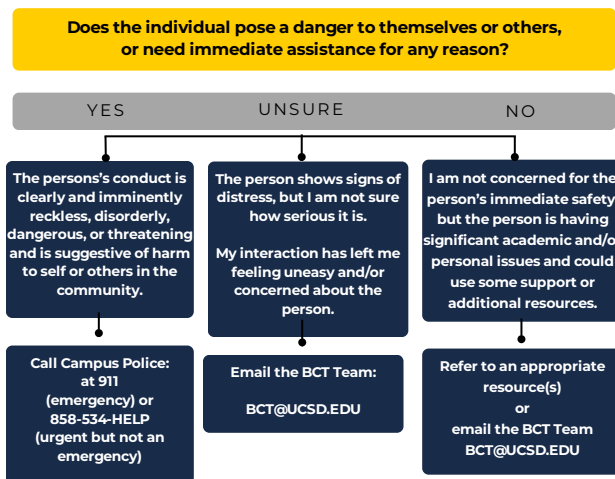 Does the individual pose a danger to themselves or others,
or need immediate assistance for any reason?
YES
UNSURE
NO
The persons's conduct is
clearly and imminently
reckless, disorderly,
dangerous, or threatening
and is suggestive of harm
to self or others in the
community.
The person shows signs of
distress, but I am not sure
how serious it is.
My interaction has left me
feeling uneasy and/or
concerned about the
person.
I am not concerned for the
person's immediate safety,
but the person is having
significant academic and/o
personal issues and could
use some support or
additional resources.
Call Campus Police:
at 911
(emergency) or
858-534-HELP
(urgent but not an
emergency)
Email the BCT Team:
BCT@UCSD.EDU
Refer to an appropriate
resource(s)
or
email the BCT Team
BCT@UCSD.EDU